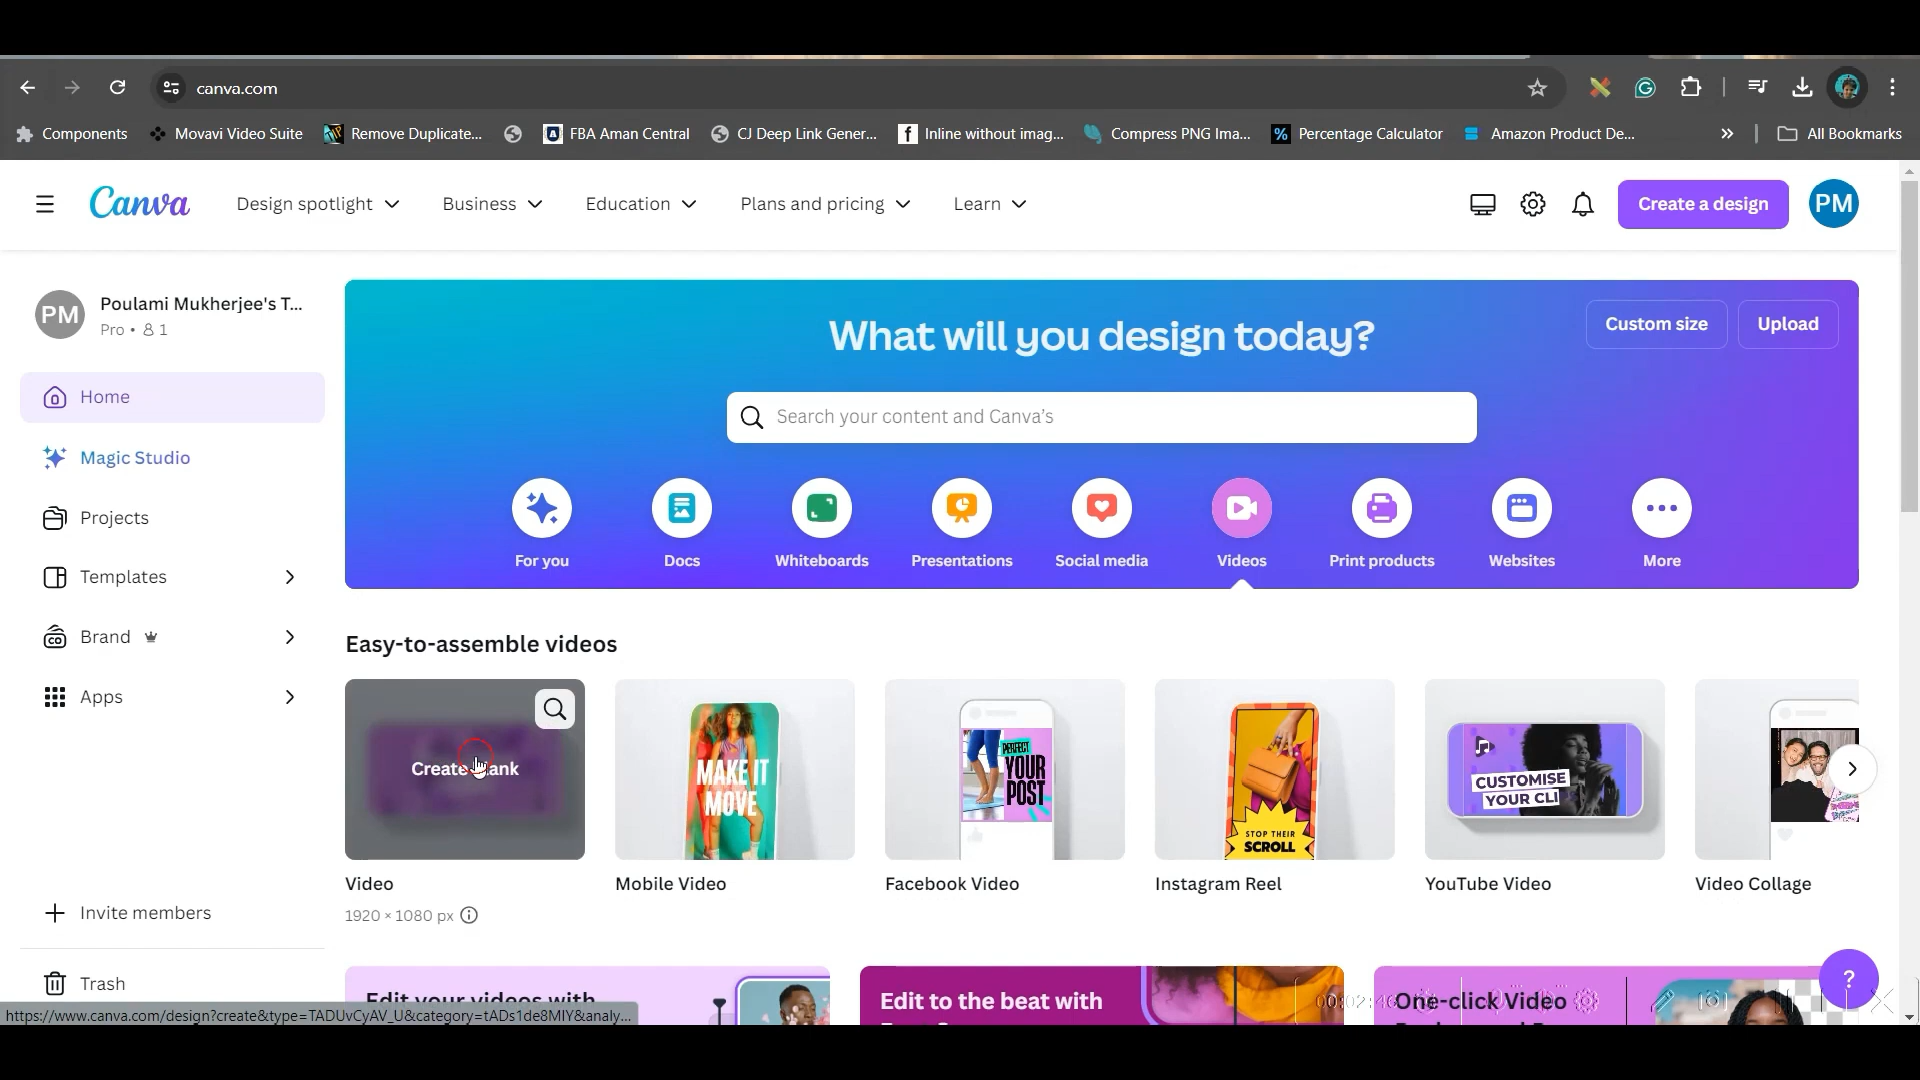 canva.com
Components
Movavi Video Suite
Remove Duplicate...
FBA Aman Central
CJ Deep Link Gener...
Inline without imag...
Compress PNG Ima...
Percentage Calculator
Amazon Product De...
All Bookmarks
Canva
Design spotlight
Business
Education
Plans and pricing
Learn
Create a design
PM
PM
Poulami Mukherjee's T...
Pro • 1
Home
Magic Studio
Projects
Templates
Brand
Apps
Invite members
Trash
What will you design today?
Custom size
Upload
Search your content and Canva's
For you
Docs
Whiteboards
Presentations
Social media
Videos
Print products
Websites
More
Easy-to-assemble videos
MAKE IT
MOVE
PERFECT
YOUR
POST
STOP THEIR
SCROLL
CUSTOMISE
YOUR CLI
Video
1920 × 1080 px
Mobile Video
Facebook Video
Instagram Reel
YouTube Video
Video Collage
Edit your videos with
Edit to the beat with
One-click Video
?
https://www.canva.com/design?create&type=TADUvCyAV_U&category=tADs1de8MIY&analy...